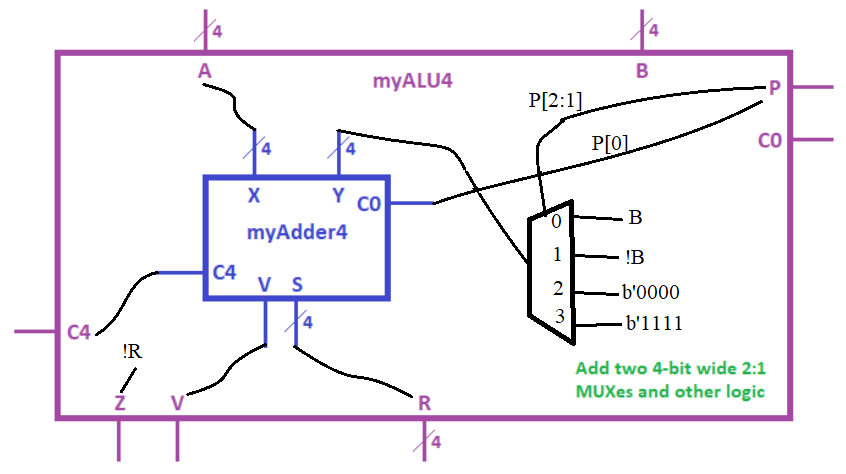 4
4
A
B
myALU4
P[2:1]
P
P[0]
C0
4
4
X
Y
C0
myAdder4
0
B
1
!B
C4
2
b'0000
V
S
3
b'1111
4
C4
!R
Add two 4-bit wide 2:1
MUXes and other logic
Z
V
R
4